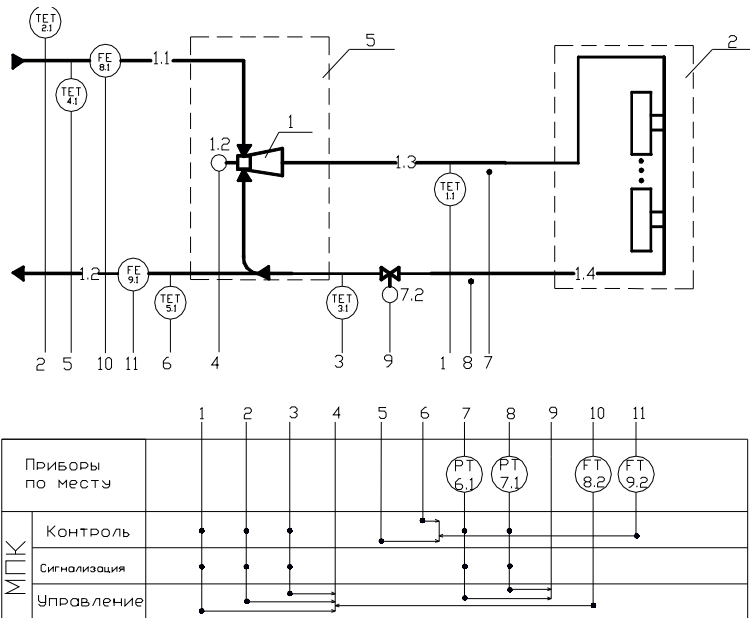 TET 2.1
5
2
FE 8.1
1.1
TET 4.1
1
1.2
1.3
TET 1.1
1.2
FE 9.1
TET 5.1
TET 3.1
7.2
1.4
2 5 10 11 6 4 3 9 1 8 7
1 2 3 4 5 6 7 8 9 10 11
Приборы
по месту
PT 6.1
PT 7.1
FT 8.2
FT 9.2
МПК
Контроль
Сигнализация
Управление